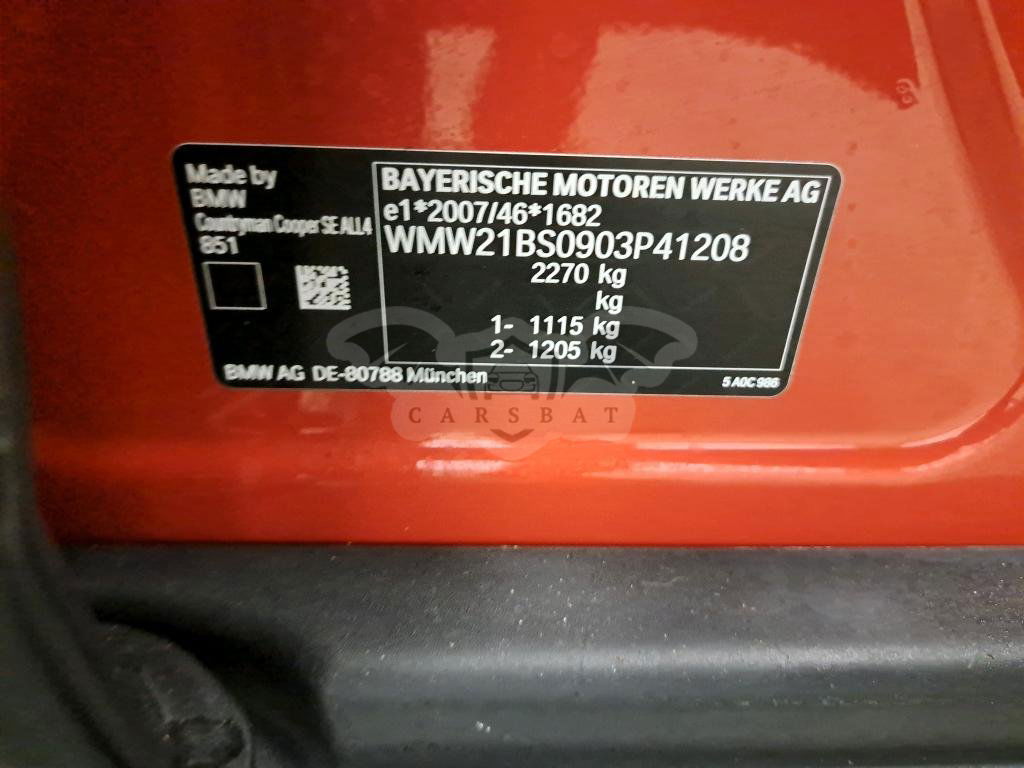 Made by
BMW
Countryman Cooper SE ALL4
851
BAYERISCHE MOTOREN WERKE AG
e1*2007/46*1682
WMW21BS0903P41208
2270 kg
kg
1- 1115 kg
2- 1205 kg
BMW AG DE-80788 München
5 A0C 986
CARSBAT